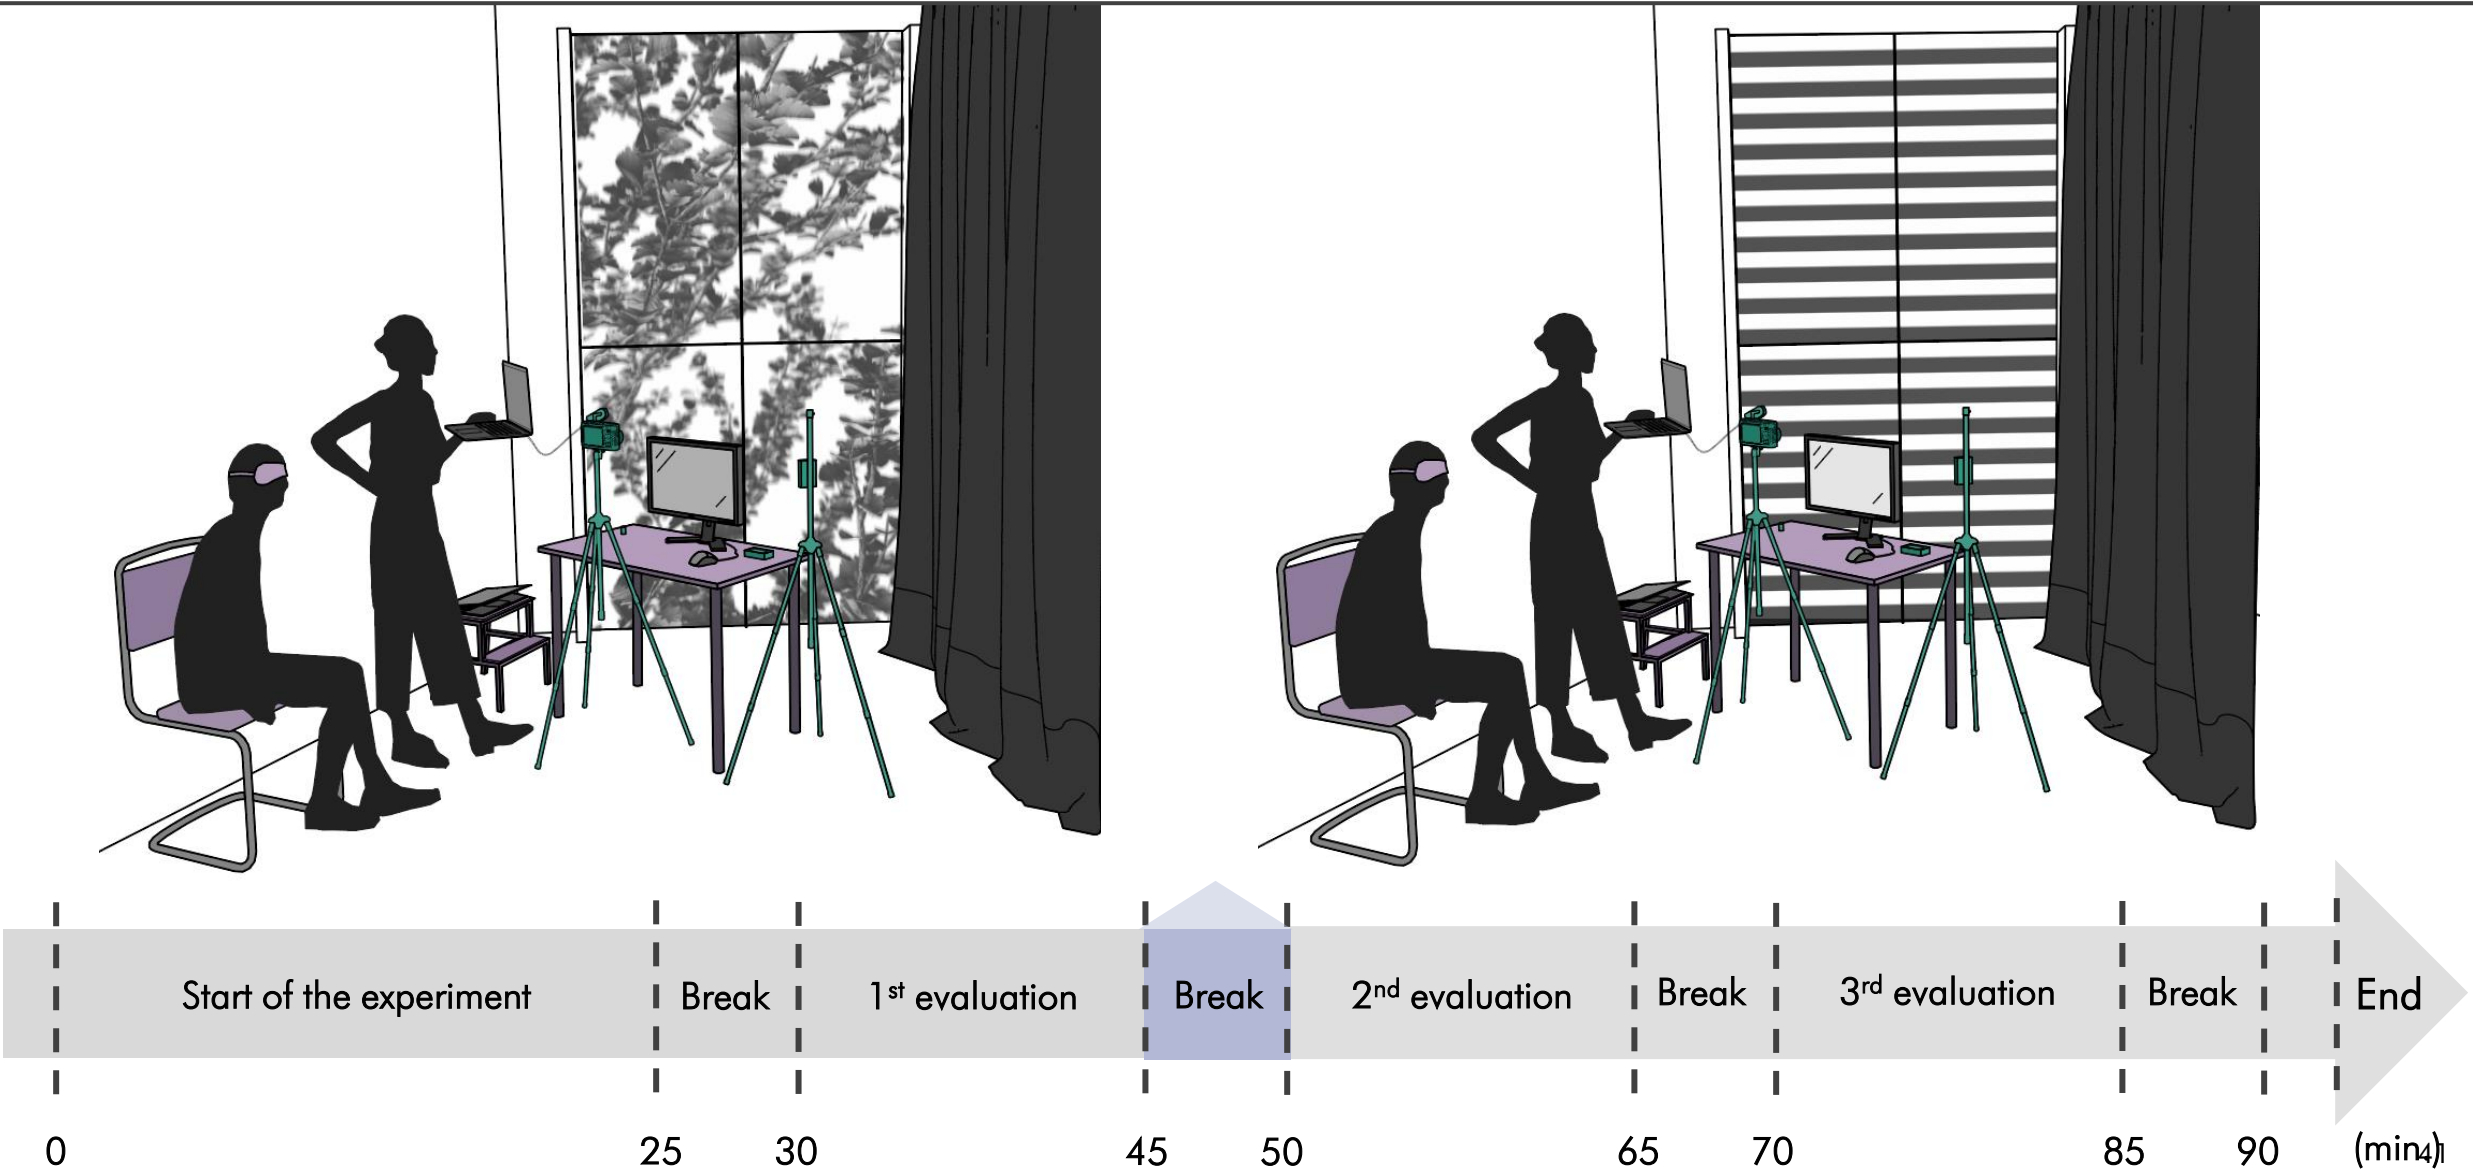 Start of the experiment
Break
1st evaluation
Break
2nd evaluation
Break
3rd evaluation
Break
End
0 25 30 45 50 65 70 85 90 (min.)
41